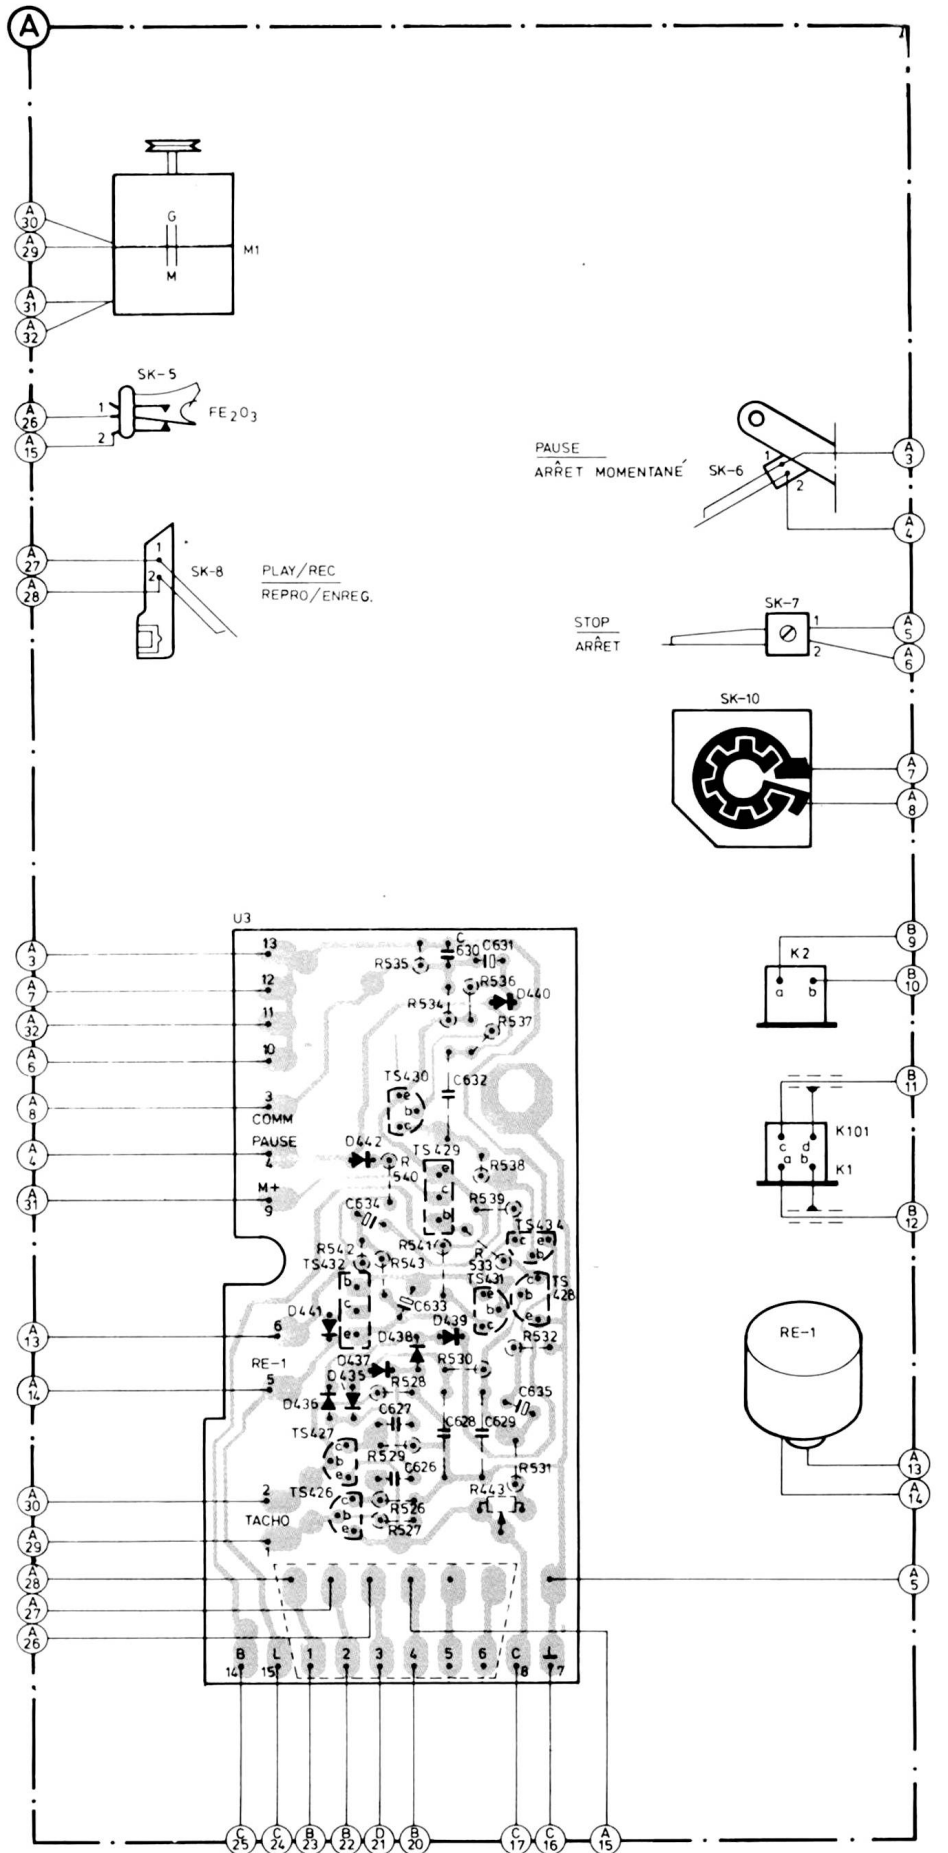 A
A 30
A 29
A 31
A 32
G
M
M1
SK-5
1
2
FE2O3
A 26
A 15
PAUSE
ARRÊT MOMENTANÉ
SK-6
1
2
A 3
A 4
A 27
A 28
1
2
SK-8
PLAY/REC
REPRO/ENREG.
STOP
ARRÊT
SK-7
1
2
A 5
A 6
SK-10
A 7
A 8
U3
A 3
A 7
A 32
A 6
A 8
A 4
A 31
A 13
A 14
A 30
A 29
A 28
A 27
A 26
13
12
11
10
3
COMM
PAUSE
4
M+
9
6
RE-1
5
2
TACHO
R535
C 630
C631
R536
R534
D440
R537
TS430
e
b
c
C632
D442
R 540
TS429
e
c
b
R538
C634
R539
TS434
c e
b
R542
R543
R541
R 533
TS432
b
c
e
TS431
e
b
c
TS 428
c
b
e
D441
C633
D439
D438
R532
D437
R530
D435
R528
D436
C627
C628
C629
C635
TS427
c
b
e
R529
C626
R531
TS426
c
b
e
R526
R527
R443
B L 1 2 3 4 5 6 C ⊥
14 15 8 7
K2
a b
B 9
B 10
B 11
c d
a b
K101
K1
B 12
RE-1
A 13
A 14
A 5
C 25
C 24
B 23
B 22
D 21
B 20
C 17
C 16
A 15